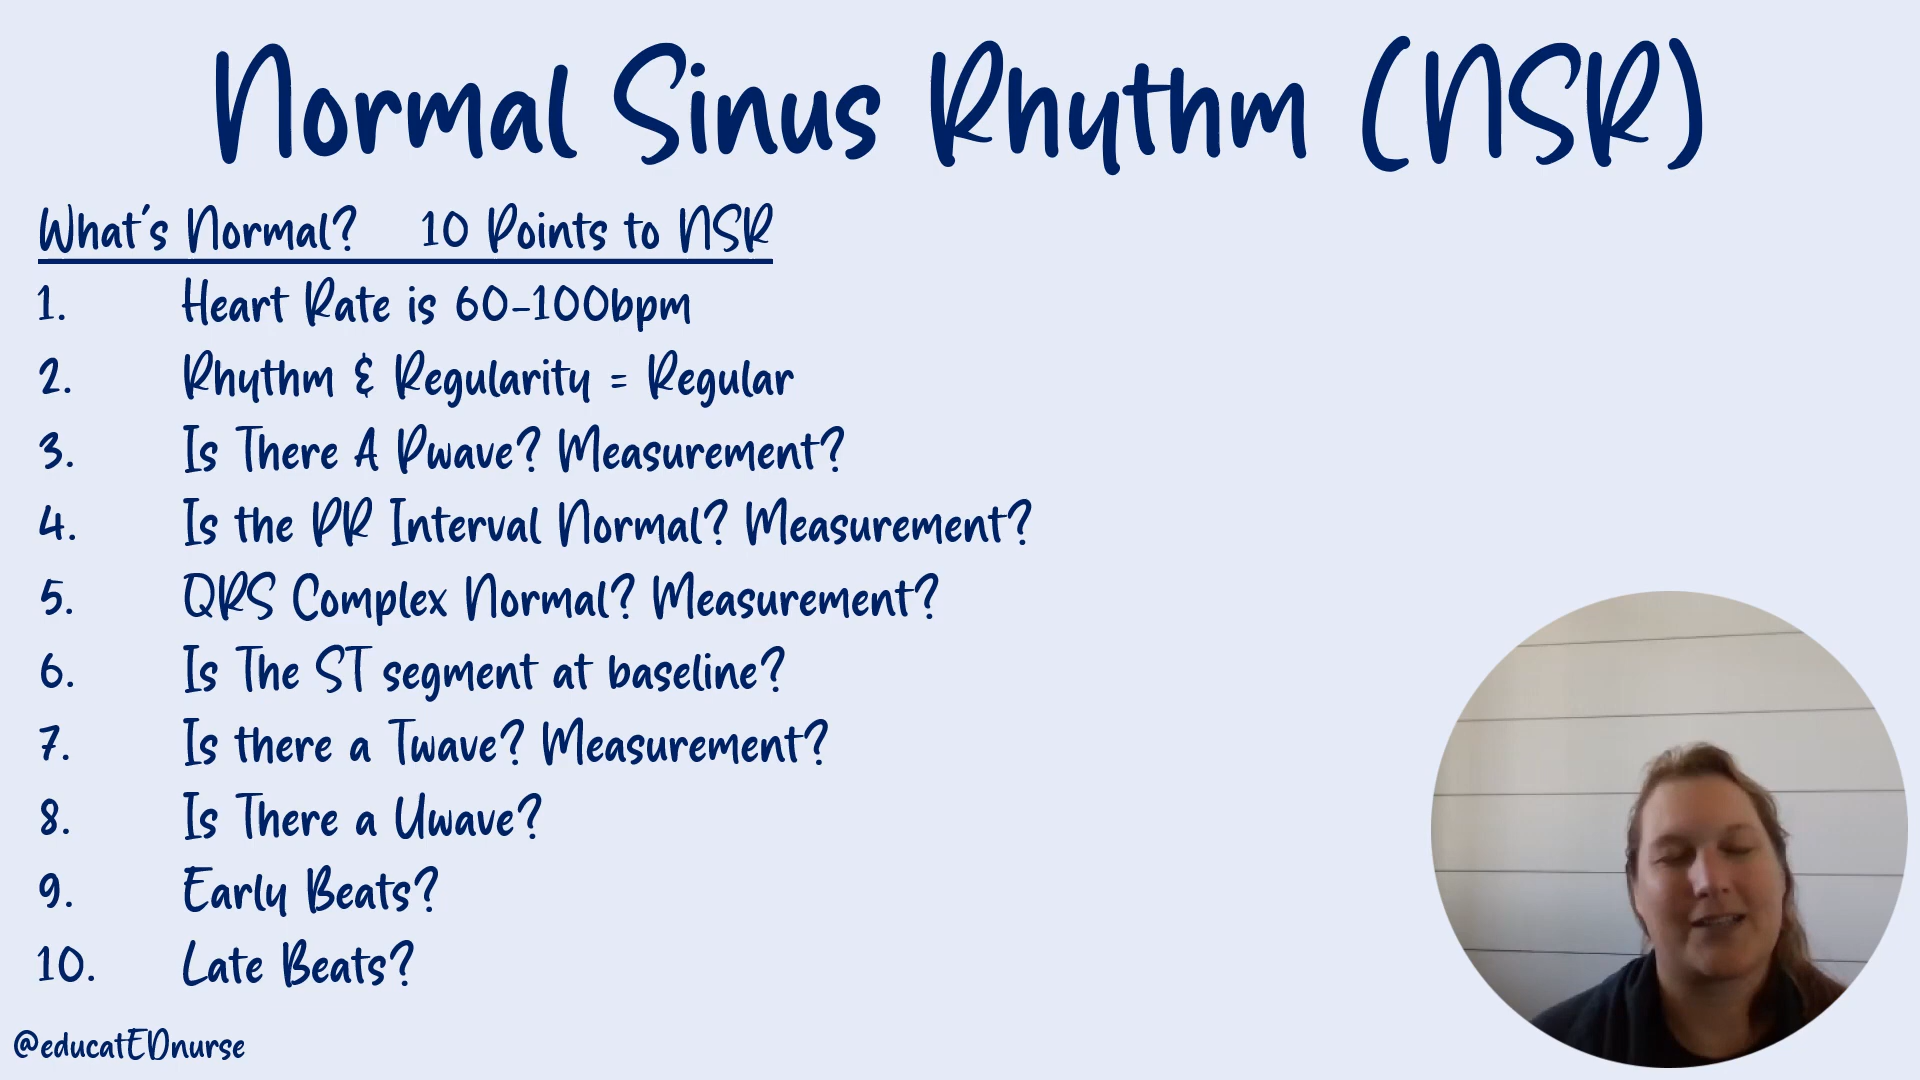 Normal Sinus Rhythm (NSR)
What's Normal? 10 Points to NSR
1. Heart Rate is 60-100bpm
2. Rhythm & Regularity = Regular
3. Is There A Pwave? Measurement?
4. Is the PR Interval Normal? Measurement?
5. QRS Complex Normal? Measurement?
6. Is The ST segment at baseline?
7. Is there a Twave? Measurement?
8. Is There a Uwave?
9. Early Beats?
10. Late Beats?
@educatEDnurse